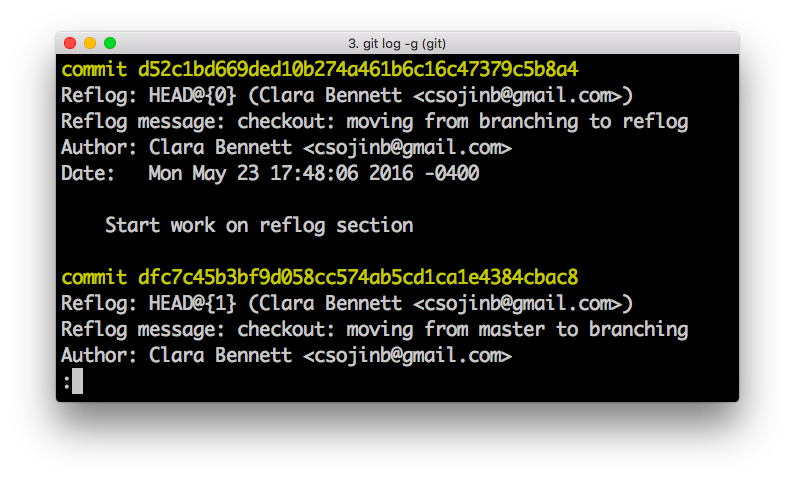 3. git log -g (git)
commit d52c1bd669ded10b274a461b6c16c47379c5b8a4
Reflog: HEAD@{0} (Clara Bennett <csojinb@gmail.com>)
Reflog message: checkout: moving from branching to reflog
Author: Clara Bennett <csojinb@gmail.com>
Date:   Mon May 23 17:48:06 2016 -0400
    Start work on reflog section
commit dfc7c45b3bf9d058cc574ab5cd1ca1e4384cbac8
Reflog: HEAD@{1} (Clara Bennett <csojinb@gmail.com>)
Reflog message: checkout: moving from master to branching
Author: Clara Bennett <csojinb@gmail.com>
: